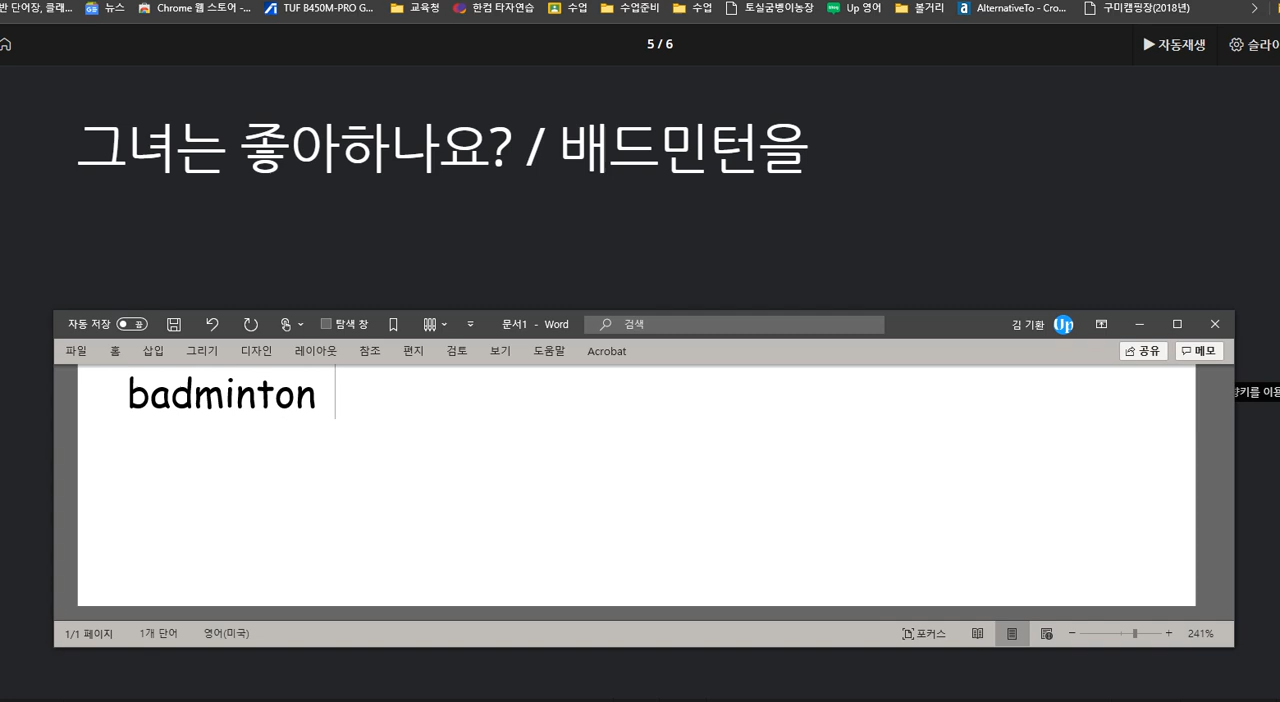 반 단어장, 클래... 뉴스 Chrome 웹 스토어 -... TUF B450M-PRO G... 교육청 한컴 타자연습 수업 수업준비 수업 토실굼벵이농장 Up 영어 볼거리 AlternativeTo - Cro... 구미캠핑장(2018년)
5 / 6 자동재생 슬라이
그녀는 좋아하나요? / 배드민턴을
자동 저장 끔 탐색 창 문서1 - Word 검색 김 기환 Up
파일 홈 삽입 그리기 디자인 레이아웃 참조 편지 검토 보기 도움말 Acrobat 공유 메모
badminton
향키를 이용
1/1 페이지 1개 단어 영어(미국) 포커스 241%